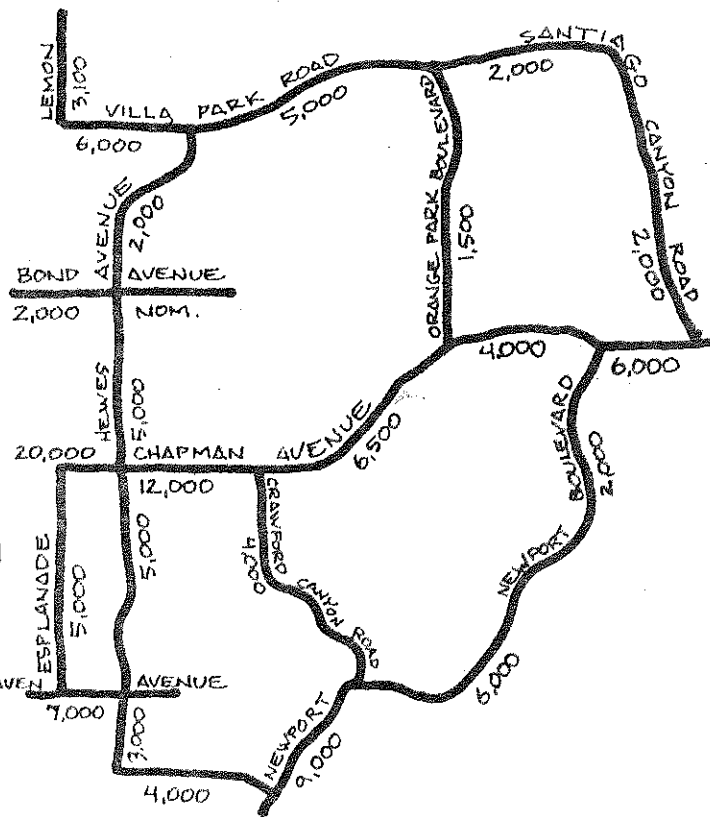 SANTIAGO CANYON ROAD
2,000
LEMON
3,100
VILLA PARK ROAD
6,000
5,000
ORANGE PARK BOULEVARD
1,500
2,000
HEWES AVENUE
2,000
BOND AVENUE
2,000
NOM.
4,000
6,000
5,000
20,000
CHAPMAN AVENUE
12,000
6,500
NEWPORT BOULEVARD
2,000
CRAWFORD CANYON ROAD
4,000
ESPLANADE
5,000
5,000
AVEN
AVENUE
7,000
3,000
4,000
NEWPORT
9,000